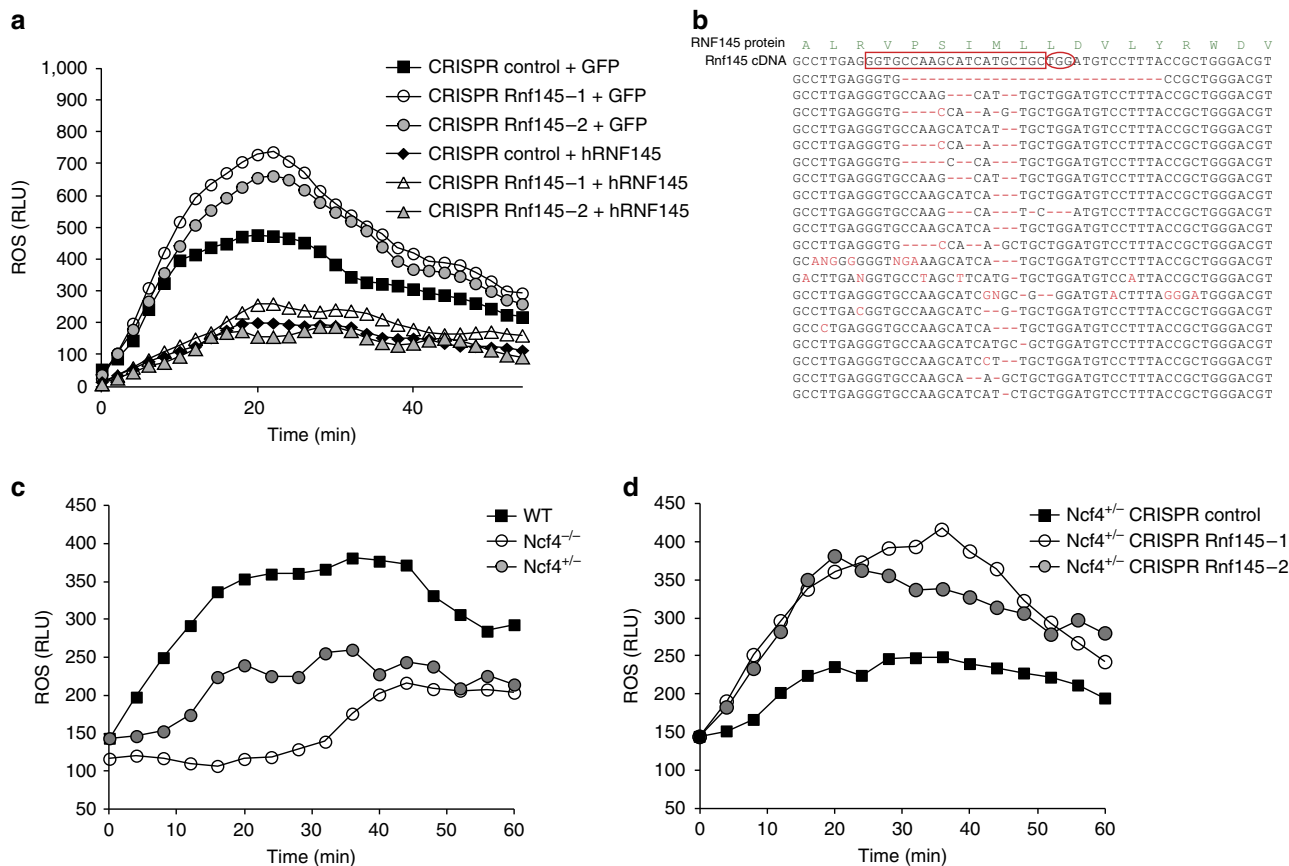 a
1,000
900
800
700
600
500
400
300
200
100
0
ROS (RLU)
0
20
40
Time (min)
CRISPR control + GFP
CRISPR Rnf145−1 + GFP
CRISPR Rnf145−2 + GFP
CRISPR control + hRNF145
CRISPR Rnf145−1 + hRNF145
CRISPR Rnf145−2 + hRNF145
b
RNF145 protein A L R V P S I M L L D V L Y R W D V
Rnf145 cDNA GCCTTGAGGGTGCCAAGCATCATGCTGCTGGATGTCCTTTACCGCTGGGACGT
GCCTTGAGGGTG-----------------------------CCGCTGGGACGT
GCCTTGAGGGTGCCAAG---CAT--TGCTGGATGTCCTTTACCGCTGGGACGT
GCCTTGAGGGTG----CCA--A-G-TGCTGGATGTCCTTTACCGCTGGGACGT
GCCTTGAGGGTGCCAAGCATCAT--TGCTGGATGTCCTTTACCGCTGGGACGT
GCCTTGAGGGTG----CCA---T--TGCTGGATGTCCTTTACCGCTGGGACGT
GCCTTGAGGGTG-----C--CAT--TGCTGGATGTCCTTTACCGCTGGGACGT
GCCTTGAGGGTGCCAAGCATCA---TGCTGGATGTCCTTTACCGCTGGGACGT
GCCTTGAGGGTGCCAAGCATCA---TGCTGGATGTCCTTTACCGCTGGGACGT
GCCTTGAGGGTGCCAAG---CA--T-C---ATGTCCTTTACCGCTGGGACGT
GCCTTGAGGGTGCCAAGCATCA---TGCTGGATGTCCTTTACCGCTGGGACGT
GCCTTGAGGGTG----CCA--A-GCTGCTGGATGTCCTTTACCGCTGGGACGT
GCANGGGGGGTNGAAAGCATCA---TGCTGGATGTCCTTTACCGCTGGGACGT
ACTTGANGGTGCCTAGCTTCATG-TGCTGGATGTCCATTACCGCTGGGACGT
GCCTTGAGGGTGCCAAGCATCGNGC-G-GGATGTACTTTAGGGATGGGACGT
GCCTTGACGGTGCCAAGCATC--G-TGCTGGATGTCCTTTACCGCTGGGACGT
GCCCTGAGGGTGCCAAGCATCA---TGCTGGATGTCCTTTACCGCTGGGACGT
GCCTTGAGGGTGCCAAGCATCATGC-GCTGGATGTCCTTTACCGCTGGGACGT
GCCTTGAGGGTGCCAAGCATCCT--TGCTGGATGTCCTTTACCGCTGGGACGT
GCCTTGAGGGTGCCAAGCA--A-GCTGCTGGATGTCCTTTACCGCTGGGACGT
GCCTTGAGGGTGCCAAGCATCAT-CTGCTGGATGTCCTTTACCGCTGGGACGT
c
450
400
350
300
250
200
150
100
50
ROS (RLU)
0
10
20
30
40
50
60
Time (min)
WT
Ncf4−/−
Ncf4+/−
d
450
400
350
300
250
200
150
100
50
ROS (RLU)
0
10
20
30
40
50
60
Time (min)
Ncf4+/− CRISPR control
Ncf4+/− CRISPR Rnf145−1
Ncf4+/− CRISPR Rnf145−2